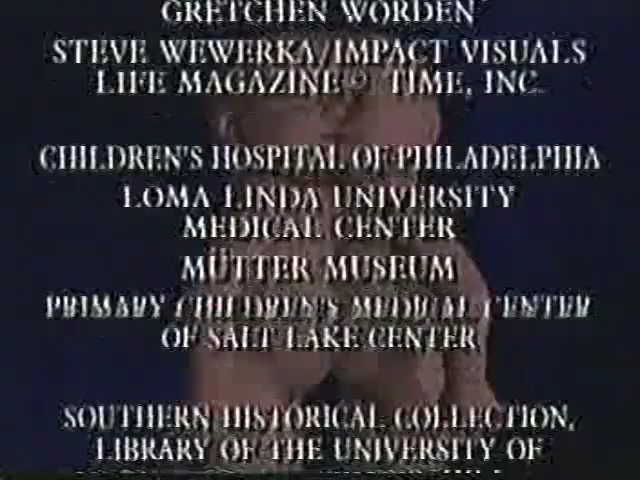 GRETCHEN WORDEN
STEVE WEWERKA/IMPACT VISUALS
LIFE MAGAZINE © TIME, INC.
CHILDREN'S HOSPITAL OF PHILADELPHIA
LOMA LINDA UNIVERSITY
MEDICAL CENTER
MÜTTER MUSEUM
PRIMARY CHILDREN'S MEDICAL CENTER
OF SALT LAKE CENTER
SOUTHERN HISTORICAL COLLECTION,
LIBRARY OF THE UNIVERSITY OF